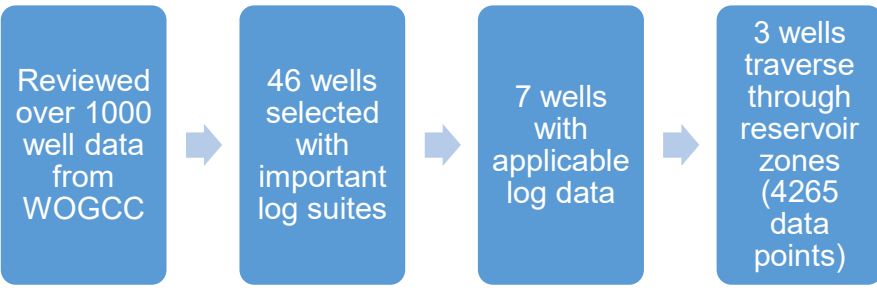 Reviewed
over 1000
well data
from
WOGCC
46 wells
selected
with
important
log suites
7 wells
with
applicable
log data
3 wells
traverse
through
reservoir
zones
(4265
data
points)